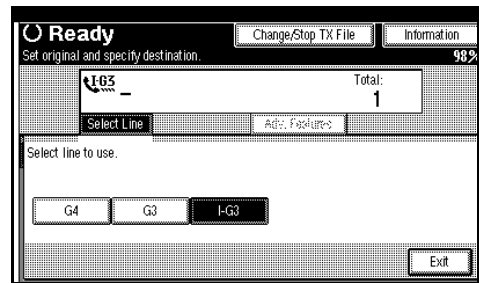 Ready
Change/Stop TX File
Information
Set original and specify destination.
98%
I-G3 _
Total:
1
Select Line
Adv. Features
Select line to use.
G4
G3
I-G3
Exit